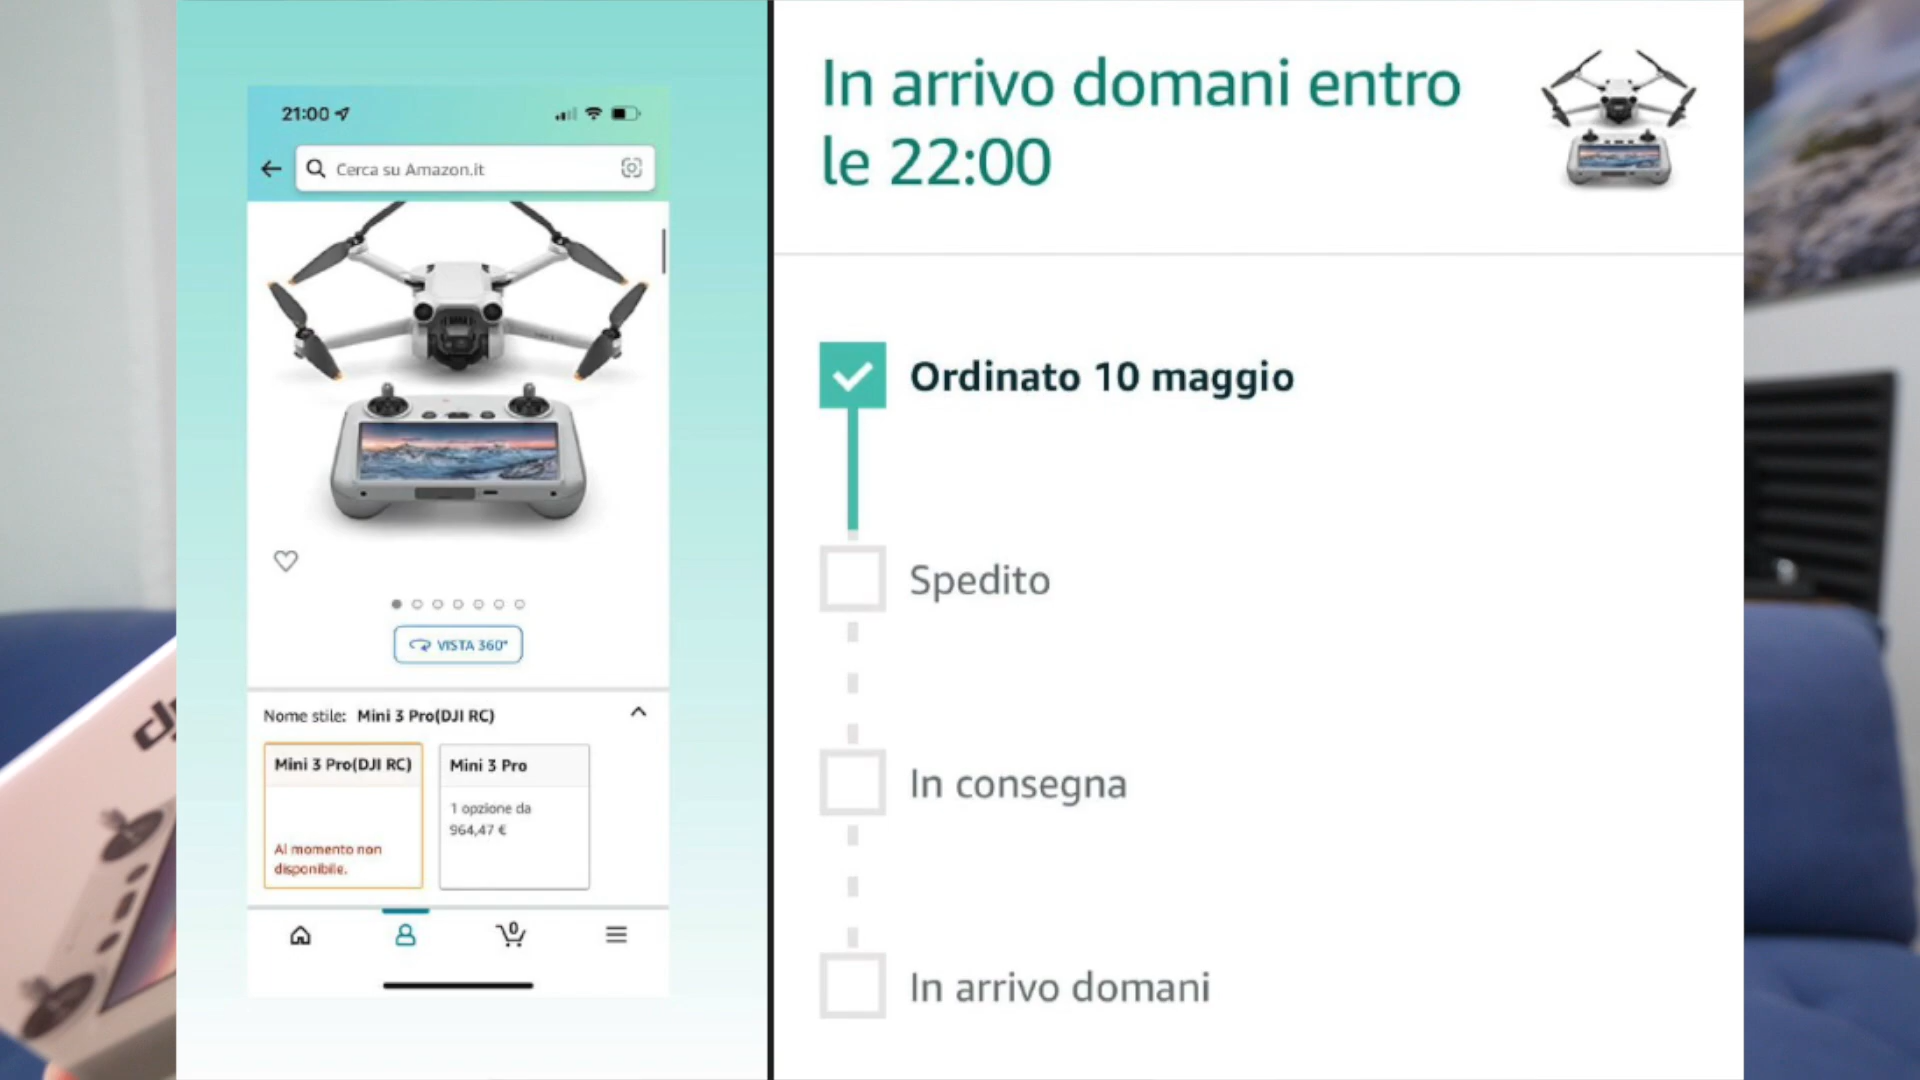 21:00
Cerca su Amazon.it
VISTA 360°
Nome stile: Mini 3 Pro(DJI RC)
Mini 3 Pro(DJI RC)
Al momento non
disponibile.
Mini 3 Pro
1 opzione da
964,47 €
0
In arrivo domani entro
le 22:00
Ordinato 10 maggio
Spedito
In consegna
In arrivo domani